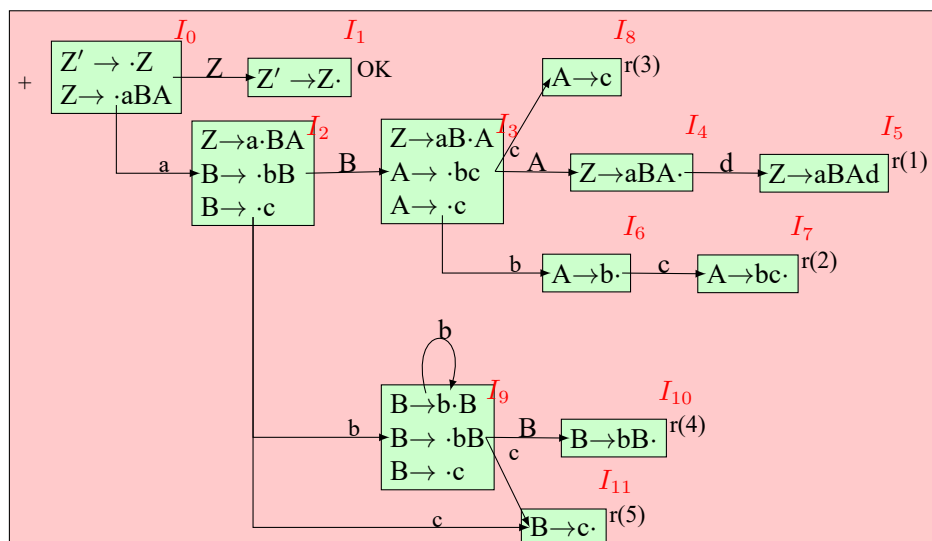 I₀
I₁
I₈
+
Z′ → ·Z
Z→ ·aBA
Z
Z′ →Z·
OK
A→c
r(3)
I₂
I₃
I₄
I₅
a
Z→a·BA
B→ ·bB
B→ ·c
B
Z→aB·A
A→ ·bc
A→ ·c
c
A
Z→aBA·
d
Z→aBAd
r(1)
I₆
I₇
b
A→b·
c
A→bc·
r(2)
b
I₉
I₁₀
b
B→b·B
B→ ·bB
B→ ·c
B
c
B→bB·
r(4)
I₁₁
c
B→c·
r(5)